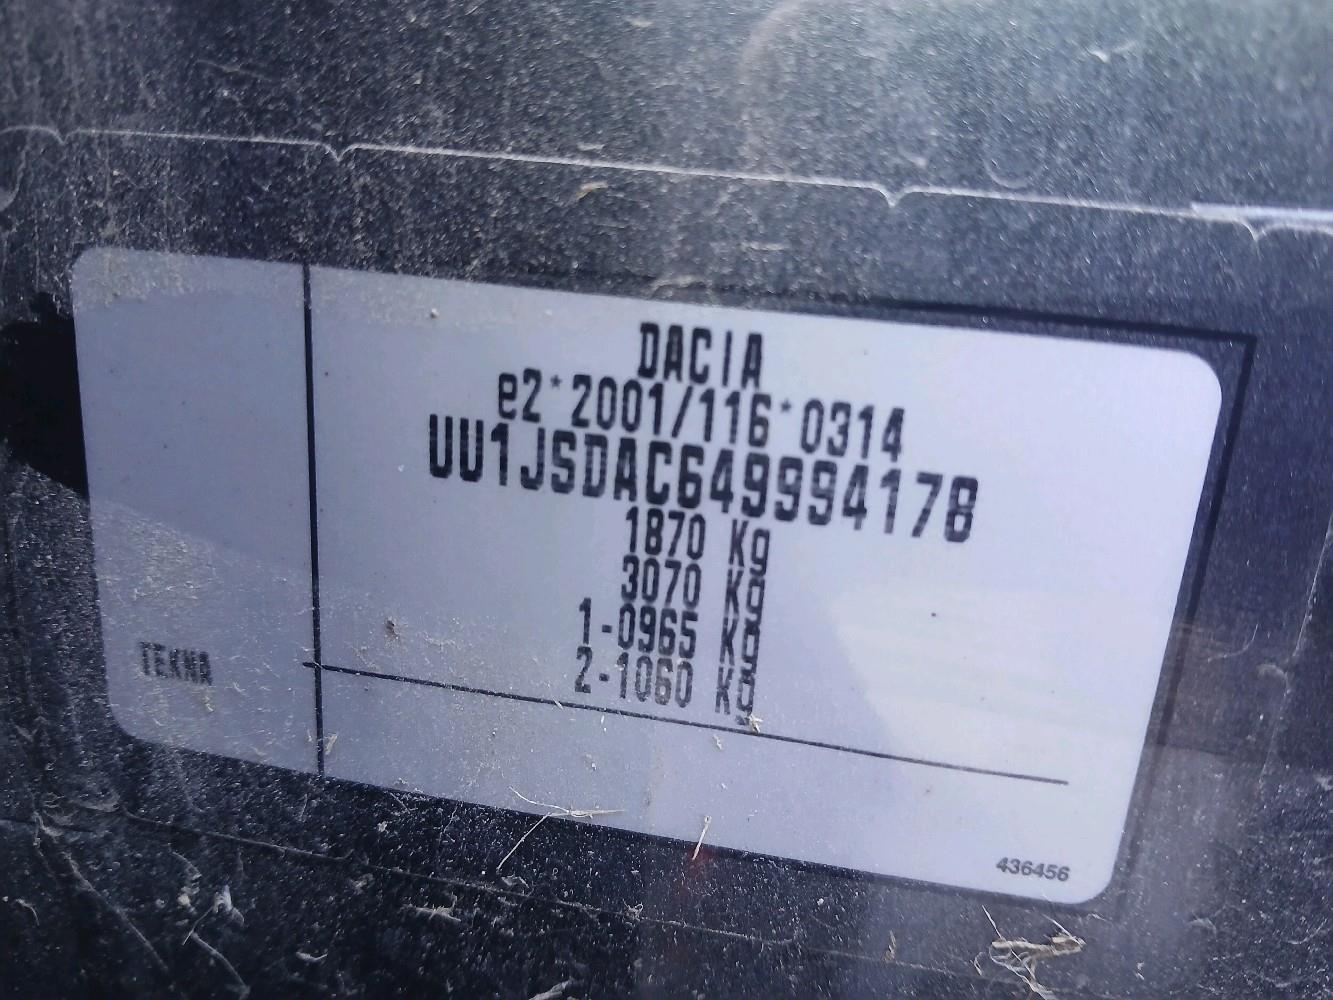 DACIA
e2*2001/116*0314
UU1JSDAC649994178
1870 Kg
3070 Kg
1-0965 Kg
2-1060 Kg
TEKNA
436456